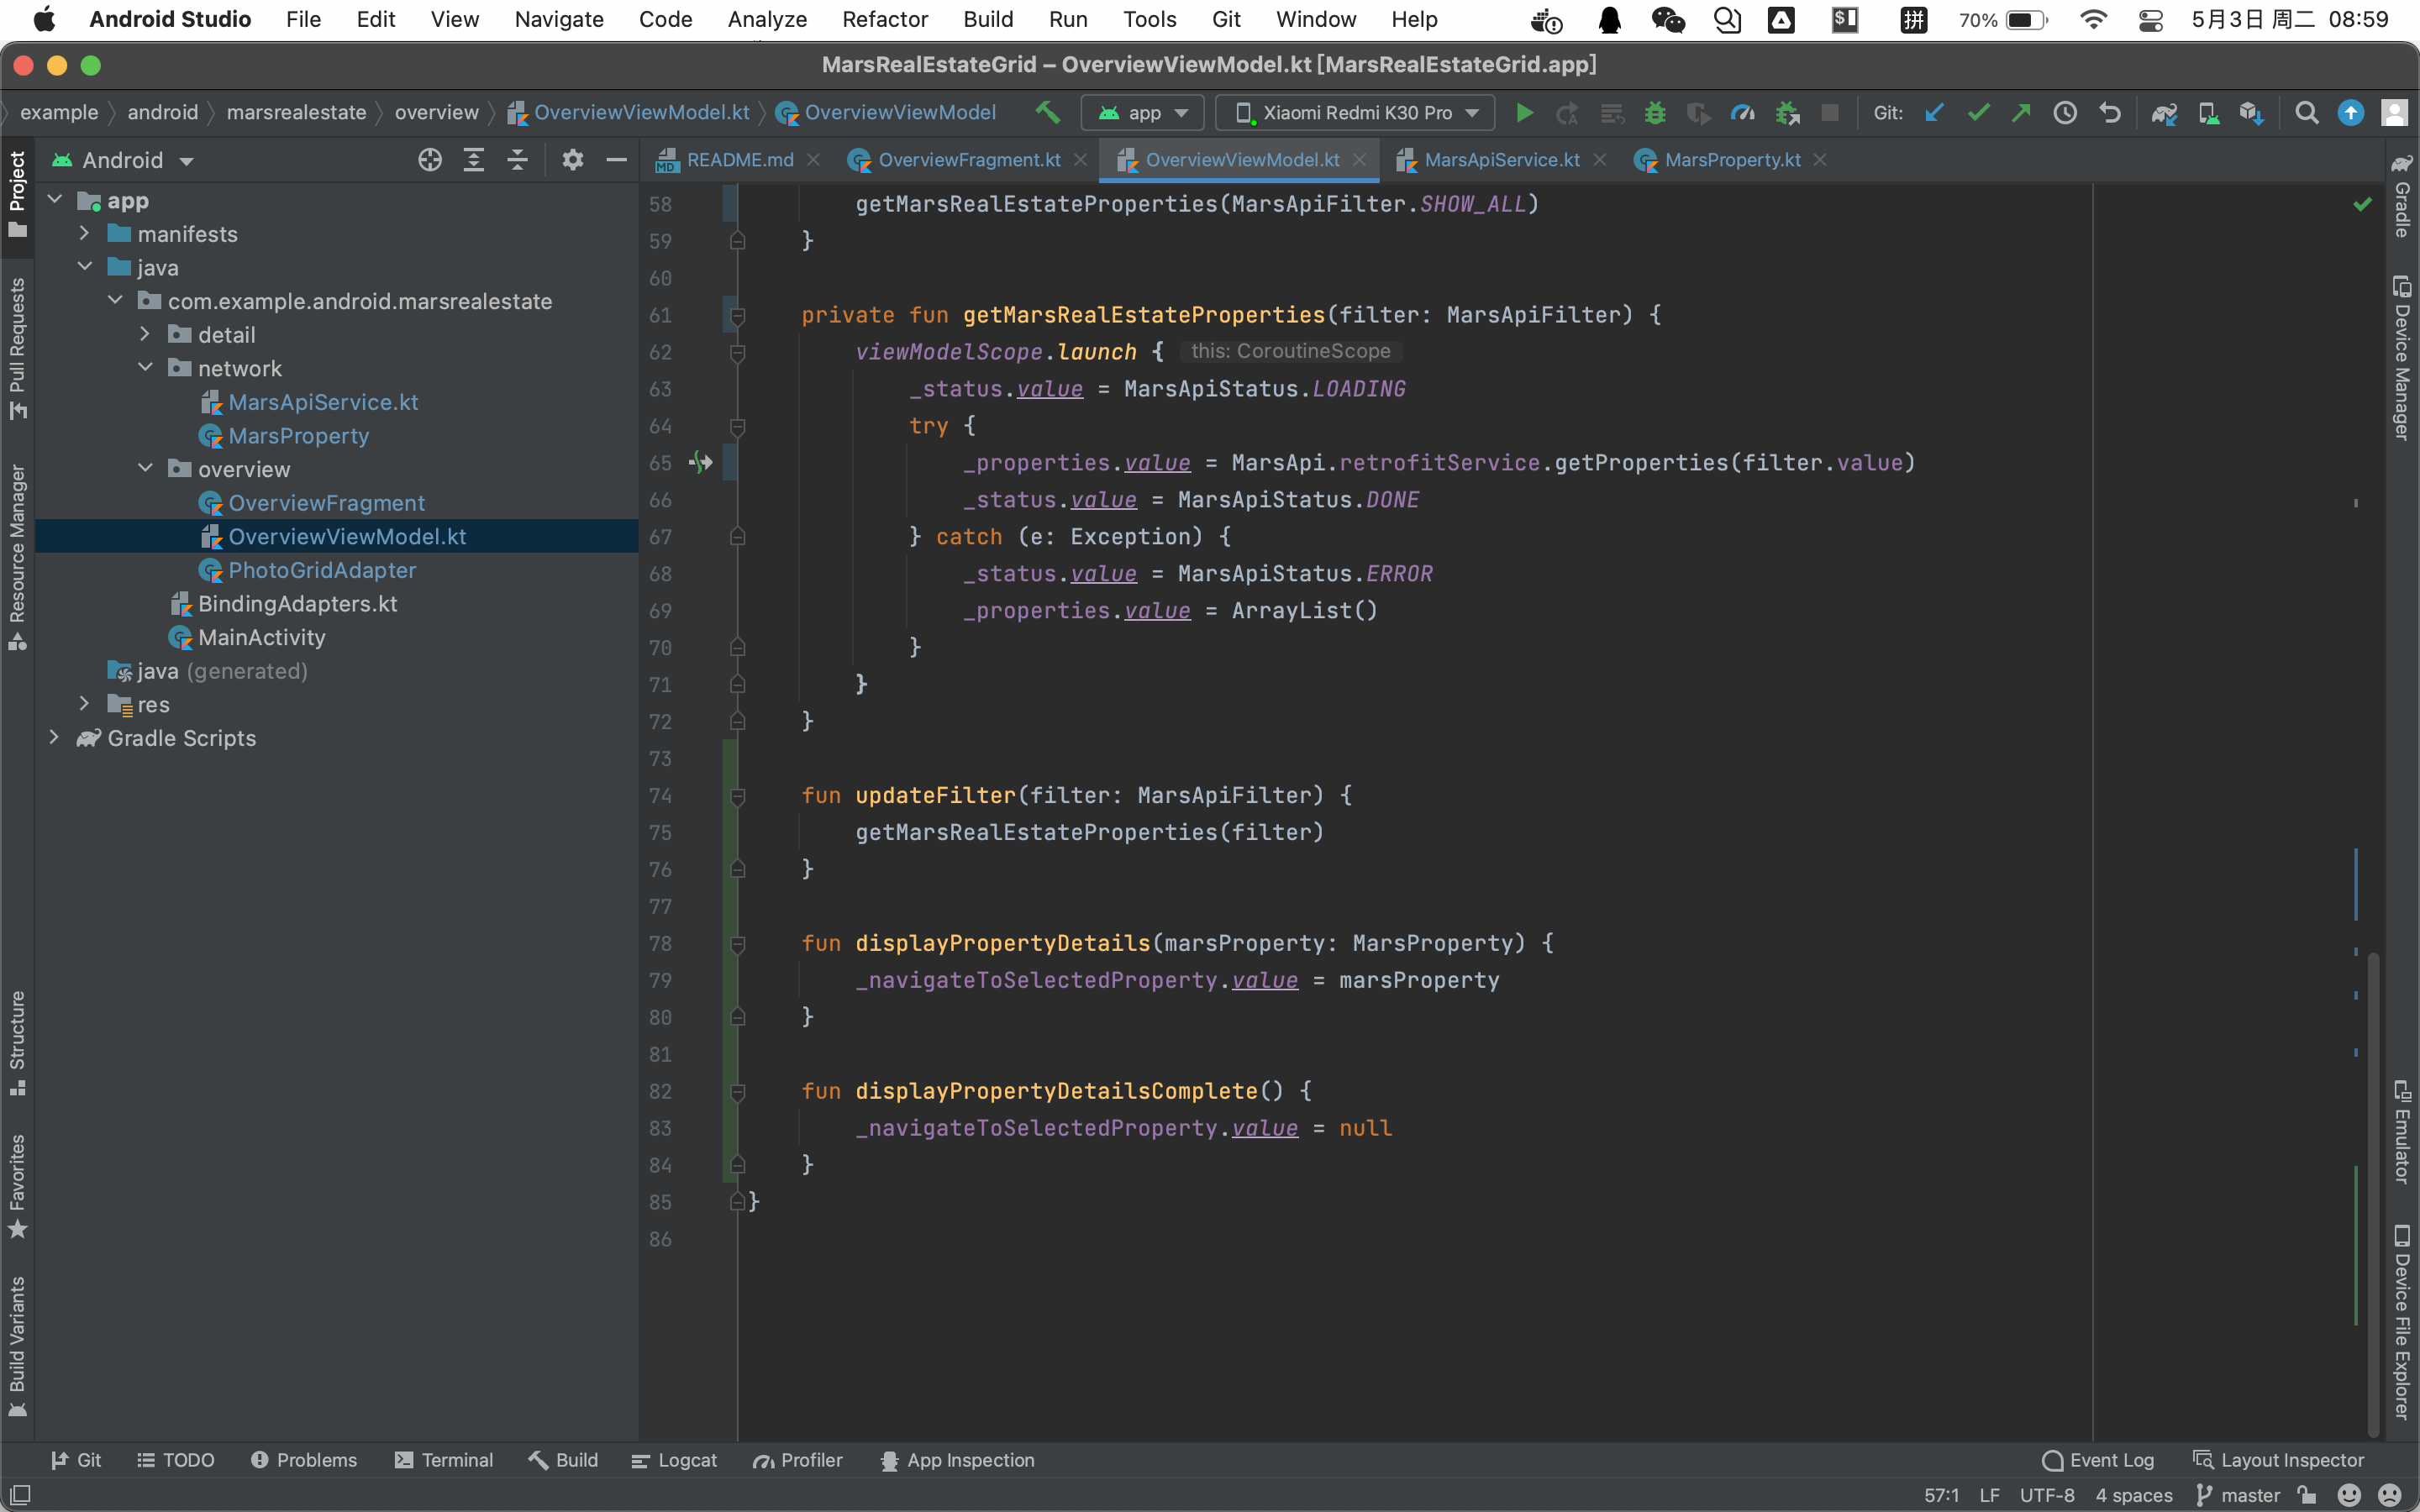 Android Studio File Edit View Navigate Code Analyze Refactor Build Run Tools Git Window Help $ 拼 70% 5月3日 周二 08:59
MarsRealEstateGrid – OverviewViewModel.kt [MarsRealEstateGrid.app]
example android marsrealestate overview OverviewViewModel.kt OverviewViewModel app Xiaomi Redmi K30 Pro Git:
Android
README.md OverviewFragment.kt OverviewViewModel.kt MarsApiService.kt MarsProperty.kt
Project
Pull Requests
Resource Manager
Structure
Favorites
Build Variants
app
manifests
java
com.example.android.marsrealestate
detail
network
MarsApiService.kt
MarsProperty
overview
OverviewFragment
OverviewViewModel.kt
PhotoGridAdapter
BindingAdapters.kt
MainActivity
java (generated)
res
Gradle Scripts
58 getMarsRealEstateProperties(MarsApiFilter.SHOW_ALL)
59 }
60
61 private fun getMarsRealEstateProperties(filter: MarsApiFilter) {
62 viewModelScope.launch { this: CoroutineScope
63 _status.value = MarsApiStatus.LOADING
64 try {
65 _properties.value = MarsApi.retrofitService.getProperties(filter.value)
66 _status.value = MarsApiStatus.DONE
67 } catch (e: Exception) {
68 _status.value = MarsApiStatus.ERROR
69 _properties.value = ArrayList()
70 }
71 }
72 }
73
74 fun updateFilter(filter: MarsApiFilter) {
75 getMarsRealEstateProperties(filter)
76 }
77
78 fun displayPropertyDetails(marsProperty: MarsProperty) {
79 _navigateToSelectedProperty.value = marsProperty
80 }
81
82 fun displayPropertyDetailsComplete() {
83 _navigateToSelectedProperty.value = null
84 }
85 }
86
Gradle
Device Manager
Emulator
Device File Explorer
Git TODO Problems Terminal Build Logcat Profiler App Inspection Event Log Layout Inspector
57:1 LF UTF-8 4 spaces master